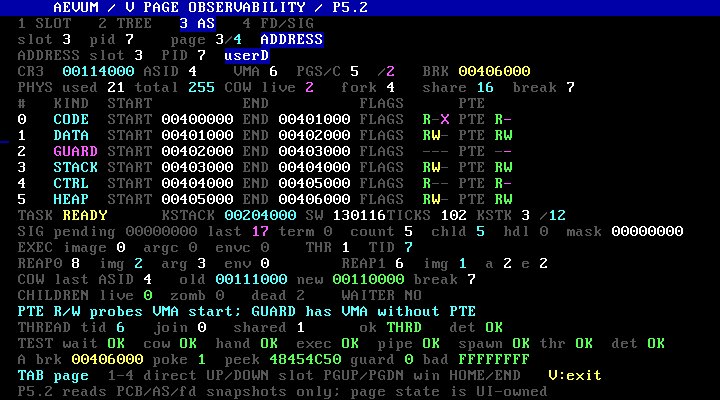 AEVUM / V PAGE OBSERVABILITY / P5.2
1 SLOT 2 TREE 3 AS 4 FD/SIG
slot 3 pid 7 page 3/4 ADDRESS
ADDRESS slot 3 PID 7 userD
CR3 00114000 ASID 4 VMA 6 PGS/C 5 /2 BRK 00406000
PHYS used 21 total 255 COW live 2 fork 4 share 16 break 7
# KIND START END FLAGS
0 CODE START 00400000 END 00401000 FLAGS R-X PTE R-
1 DATA START 00401000 END 00402000 FLAGS RW- PTE RW
2 GUARD START 00402000 END 00403000 FLAGS --- PTE --
3 STACK START 00403000 END 00404000 FLAGS RW- PTE RW
4 CTRL START 00404000 END 00405000 FLAGS R-- PTE R-
5 HEAP START 00405000 END 00406000 FLAGS RW- PTE RW
TASK READY KSTACK 00204000 SW 130116TICKS 102 KSTK 3 /12
SIG pending 00000000 last 17 term 0 count 5 chld 5 hdl 0 mask 00000000
EXEC image 0 argc 0 envc 0 THR 1 TID 7
REAP0 8 img 2 arg 3 env 0 REAP1 6 img 1 a 2 e 2
COW last ASID 4 old 00111000 new 00110000 break 7
CHILDREN live 0 zomb 0 dead 2 WAITER NO
PTE R/W probes VMA start; GUARD has VMA without PTE
THREAD tid 6 join 0 shared 1 ok THRD det OK
TEST wait OK cow OK hand OK exec OK pipe OK spawn OK thr OK det OK
A brk 00406000 poke 1 peek 48454C50 guard 0 bad FFFFFFFF
TAB page 1-4 direct UP/DOWN slot PGUP/PGDN win HOME/END V:exit
P5.2 reads PCB/AS/fd snapshots only; page state is UI-owned